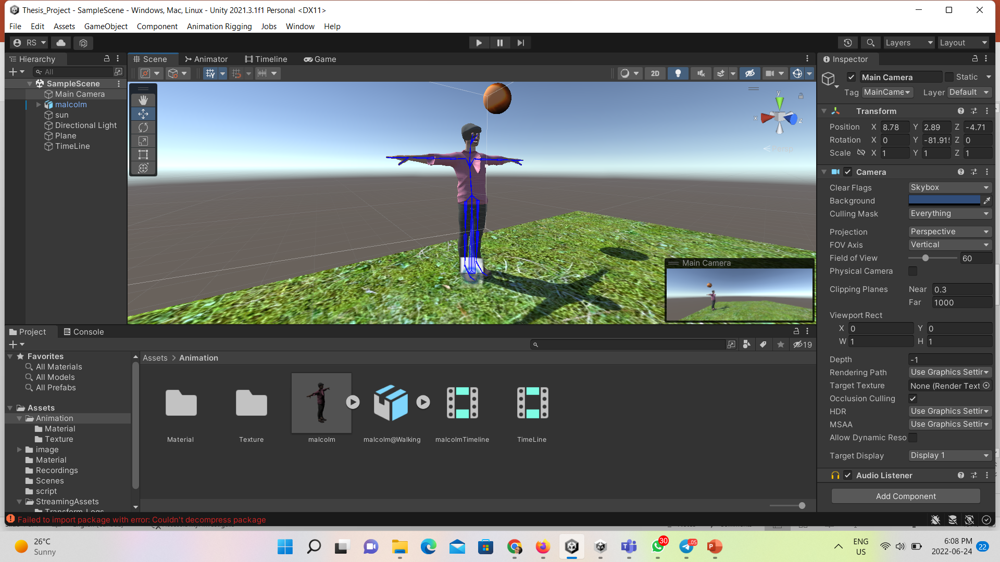 Thesis_Project - SampleScene - Windows, Mac, Linux - Unity 2021.3.1f1 Personal <DX11>
File Edit Assets GameObject Component Animation Rigging Jobs Window Help
RS
Layers
Layout
Hierarchy
All
SampleScene
Main Camera
malcolm
sun
Directional Light
Plane
TimeLine
Scene
Animator
Timeline
Game
2D
y
x
z
Persp
Main Camera
Inspector
Main Camera
Static
Tag MainCame
Layer Default
Transform
Position X 8.78 Y 2.89 Z -4.71
Rotation X 0 Y -81.915 Z 0
Scale X 1 Y 1 Z 1
Camera
Clear Flags Skybox
Background
Culling Mask Everything
Projection Perspective
FOV Axis Vertical
Field of View 60
Physical Camera
Clipping Planes Near 0.3
Far 1000
Viewport Rect
X 0 Y 0
W 1 H 1
Depth -1
Rendering Path Use Graphics Settir
Target Texture None (Render Text
Occlusion Culling
HDR Use Graphics Settir
MSAA Use Graphics Settir
Allow Dynamic Reso
Target Display Display 1
Audio Listener
Add Component
Project
Console
19
Favorites
All Materials
All Models
All Prefabs
Assets
Animation
Material
Texture
image
Material
Recordings
Scenes
script
StreamingAssets
Assets > Animation
Material
Texture
malcolm
malcolm@Walking
malcolmTimeline
TimeLine
Failed to import package with error: Couldn't decompress package
26°C
Sunny
30
.05
ENG
US
6:08 PM
2022-06-24
22